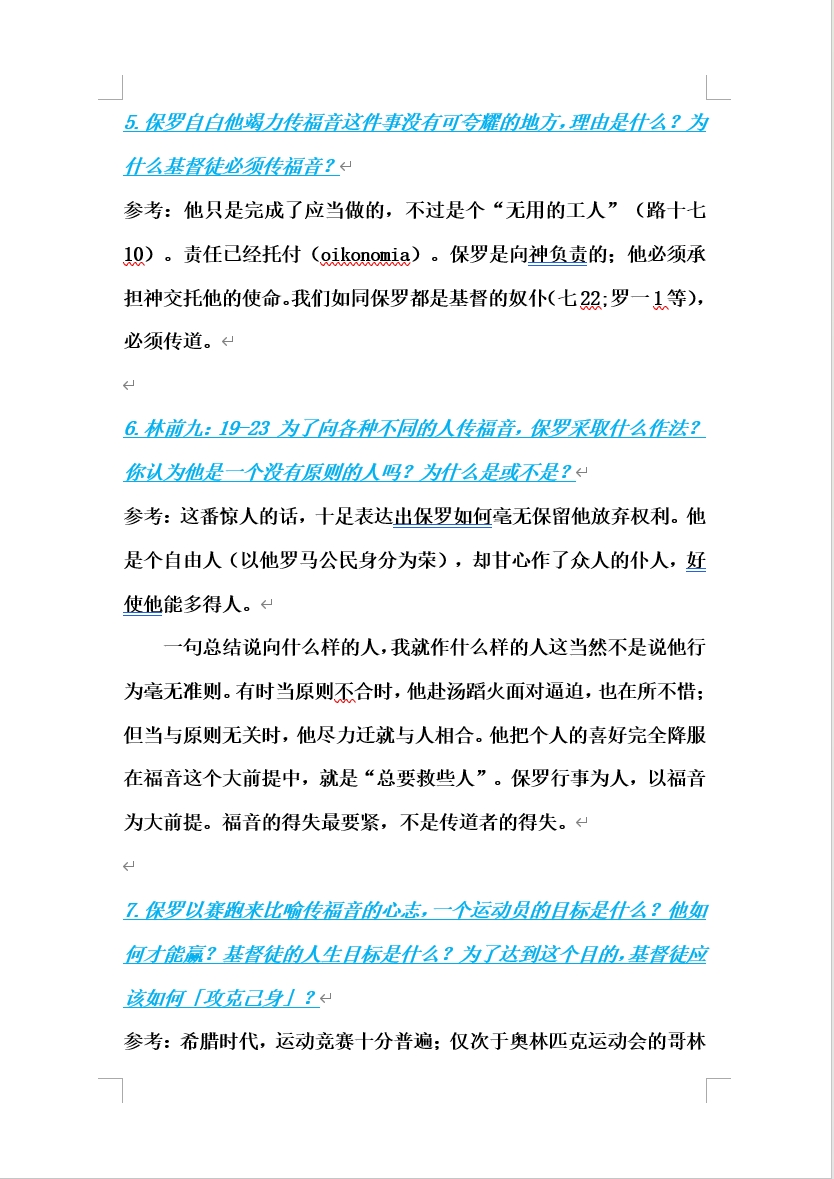 5. 保罗自白他竭力传福音这件事没有可夸耀的地方，理由是什么？为
什么基督徒必须传福音？
参考：他只是完成了应当做的，不过是个“无用的工人”（路十七
10）。责任已经托付（oikonomia）。保罗是向神负责的；他必须承
担神交托他的使命。我们如同保罗都是基督的奴仆（七 22；罗一 1 等），
必须传道。
6. 林前九：19-23 为了向各种不同的人传福音，保罗采取什么作法？
你认为他是一个没有原则的人吗？为什么是或不是？
参考：这番惊人的话，十足表达出保罗如何毫无保留他放弃权利。他
是个自由人（以他罗马公民身分为荣），却甘心作了众人的仆人，好
使他能多得人。
一句总结说向什么样的人，我就作什么样的人这当然不是说他行
为毫无准则。有时当原则不合时，他赴汤蹈火面对逼迫，也在所不惜；
但当与原则无关时，他尽力迁就与人相合。他把个人的喜好完全降服
在福音这个大前提中，就是“总要救些人”。保罗行事为人，以福音
为大前提。福音的得失最要紧，不是传道者的得失。
7. 保罗以赛跑来比喻传福音的心志，一个运动员的目标是什么？他如
何才能赢？基督徒的人生目标是什么？为了达到这个目的，基督徒应
该如何「攻克己身」？
参考：希腊时代，运动竞赛十分普遍；仅次于奥林匹克运动会的哥林